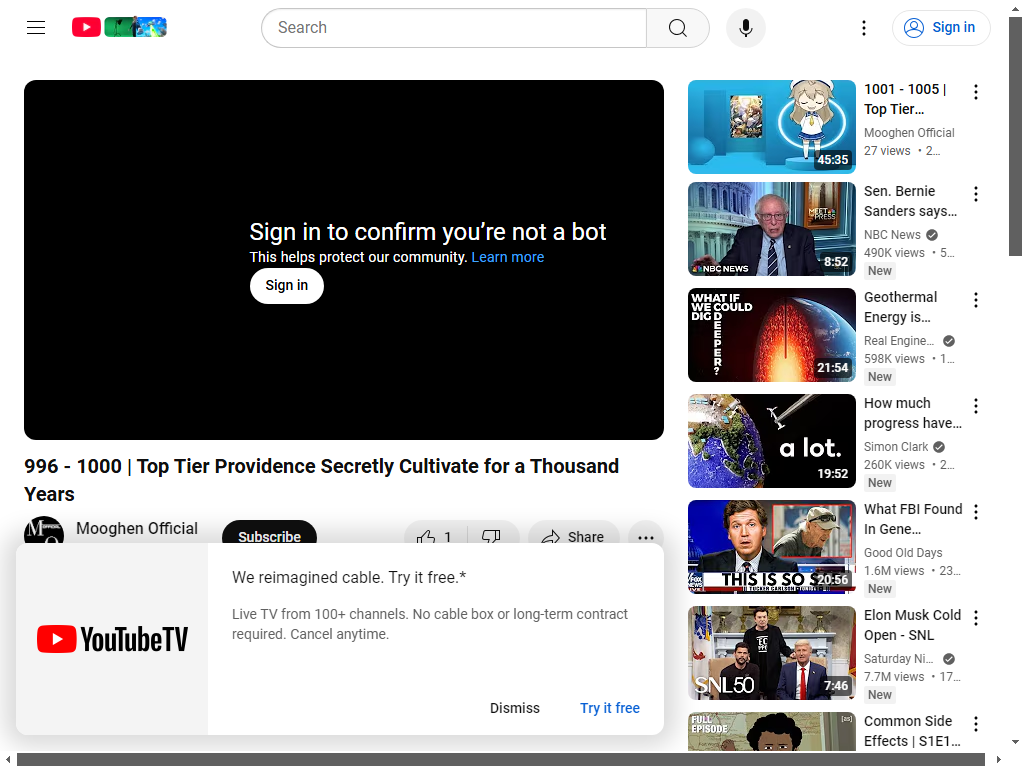 Search
Sign in
Sign in to confirm you're not a bot
This helps protect our community. Learn more
Sign in
996 - 1000 | Top Tier Providence Secretly Cultivate for a Thousand
Years
Mooghen Official
Subscribe
1
Share
YouTubeTV
We reimagined cable. Try it free.*
Live TV from 100+ channels. No cable box or long-term contract
required. Cancel anytime.
Dismiss
Try it free
45:35
1001 - 1005 |
Top Tier...
Mooghen Official
27 views • 2...
MEET THE PRESS
NBC NEWS
8:52
Sen. Bernie
Sanders says...
NBC News
490K views • 5...
New
WHAT IF
WE COULD
DIG DEEPER?
21:54
Geothermal
Energy is...
Real Engine...
598K views • 1...
New
a lot.
19:52
How much
progress have...
Simon Clark
260K views • 2...
New
FOX NEWS
THIS IS SO S
20:56
What FBI Found
In Gene...
Good Old Days
1.6M views • 23...
New
SNL50
7:46
Elon Musk Cold
Open - SNL
Saturday Ni...
7.7M views • 17...
New
FULL
EPISODE
[as]
Common Side
Effects | S1E1...